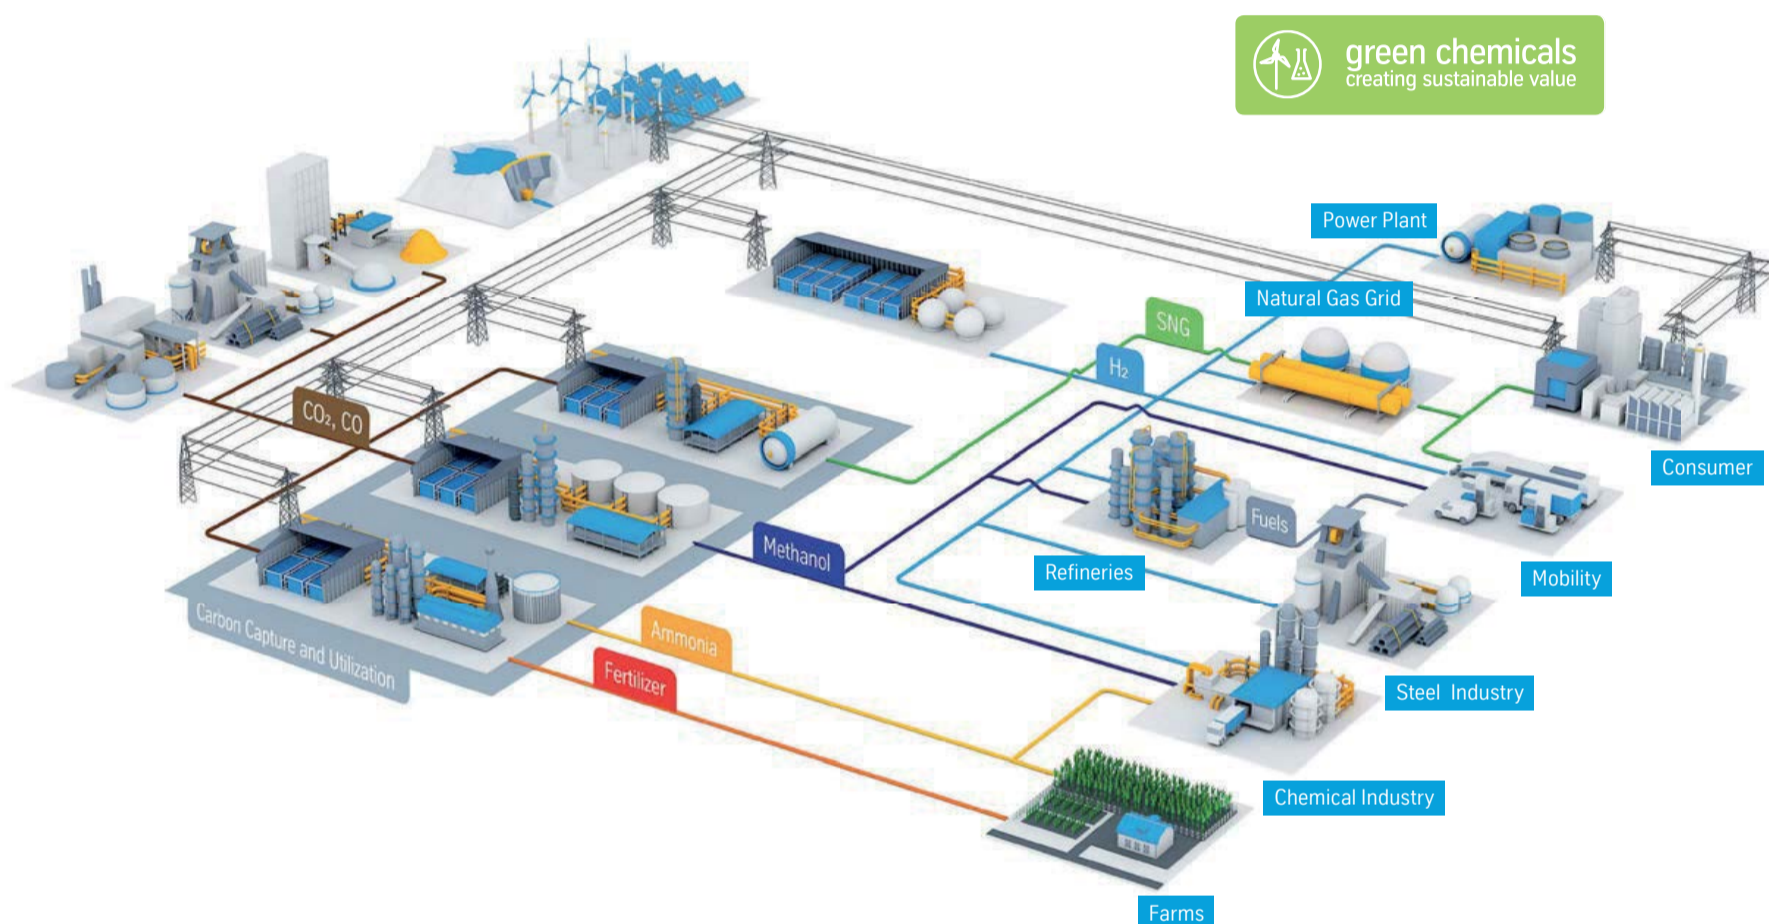 green chemicals
creating sustainable value
Power Plant
Natural Gas Grid
SNG
H₂
CO₂, CO
Consumer
Fuels
Methanol
Refineries
Mobility
Carbon Capture and Utilization
Ammonia
Fertilizer
Steel Industry
Chemical Industry
Farms